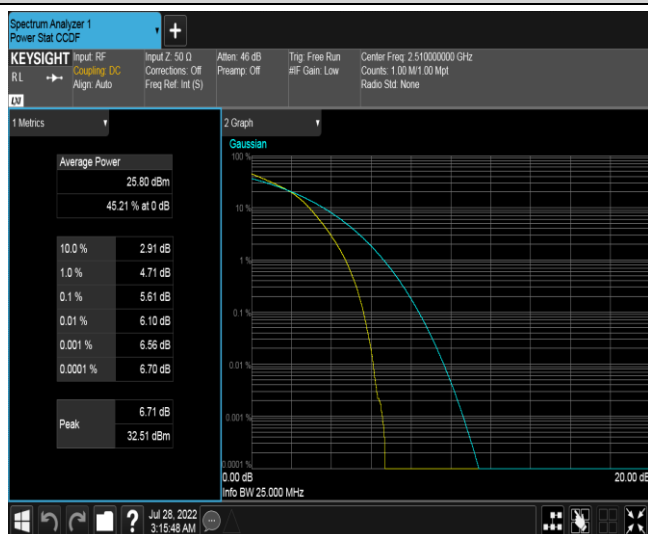 Spectrum Analyzer 1
Power Stat CCDF
+
KEYSIGHT
RL
LXI
Input: RF
Coupling: DC
Align: Auto
Input Z: 50 Ω
Corrections: Off
Freq Ref: Int (S)
Atten: 46 dB
Preamp: Off
Trig: Free Run
#IF Gain: Low
Center Freq: 2.510000000 GHz
Counts: 1.00 M/1.00 Mpt
Radio Std: None
1 Metrics
Average Power
25.80 dBm
45.21 % at 0 dB
10.0 % 2.91 dB
1.0 % 4.71 dB
0.1 % 5.61 dB
0.01 % 6.10 dB
0.001 % 6.56 dB
0.0001 % 6.70 dB
Peak
6.71 dB
32.51 dBm
2 Graph
Gaussian
100 %
10 %
1 %
0.1 %
0.01 %
0.001 %
0.0001 %
0.00 dB 20.00 dB
Info BW 25.000 MHz
?
Jul 28, 2022
3:15:48 AM